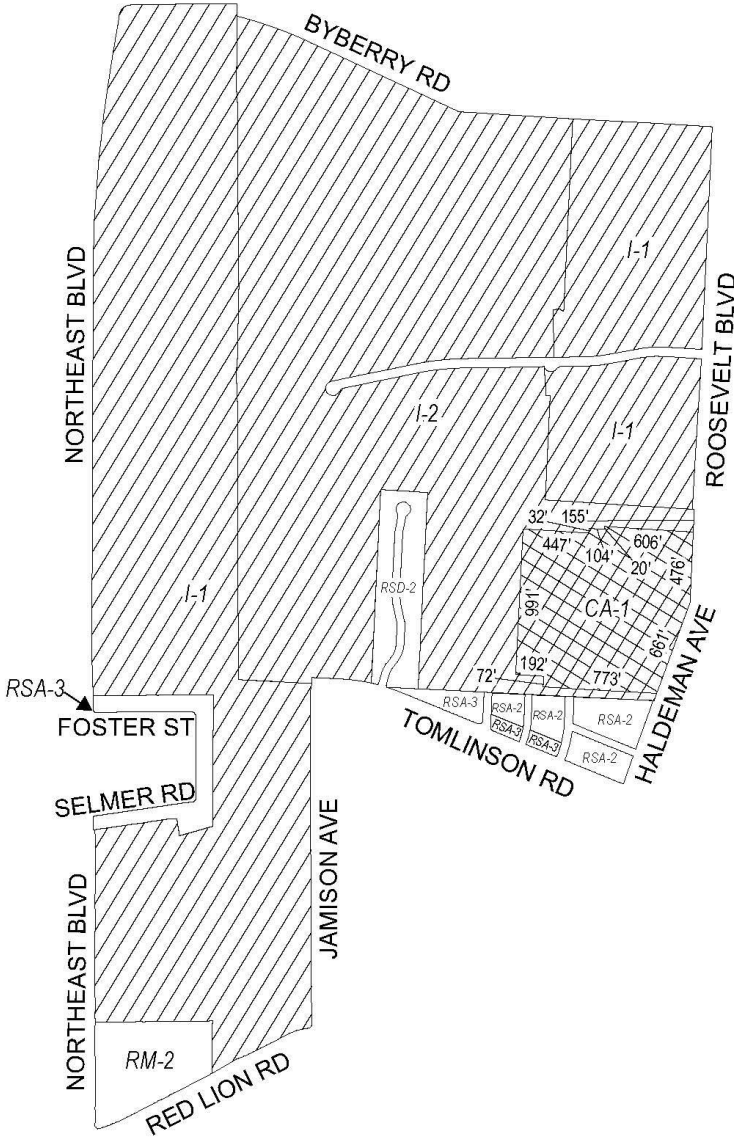 BYBERRY RD
NORTHEAST BLVD
ROOSEVELT BLVD
I-1
I-2
I-1
32' 155'
447' 104' 606'
20' 476'
RSD-2
I-1
991'
CA-1
661'
192'
72' 773'
HALDEMAN AVE
RSA-3
RSA-3
RSA-2
RSA-2
RSA-2
RSA-3
RSA-3
RSA-2
FOSTER ST
TOMLINSON RD
SELMER RD
JAMISON AVE
NORTHEAST BLVD
RM-2
RED LION RD